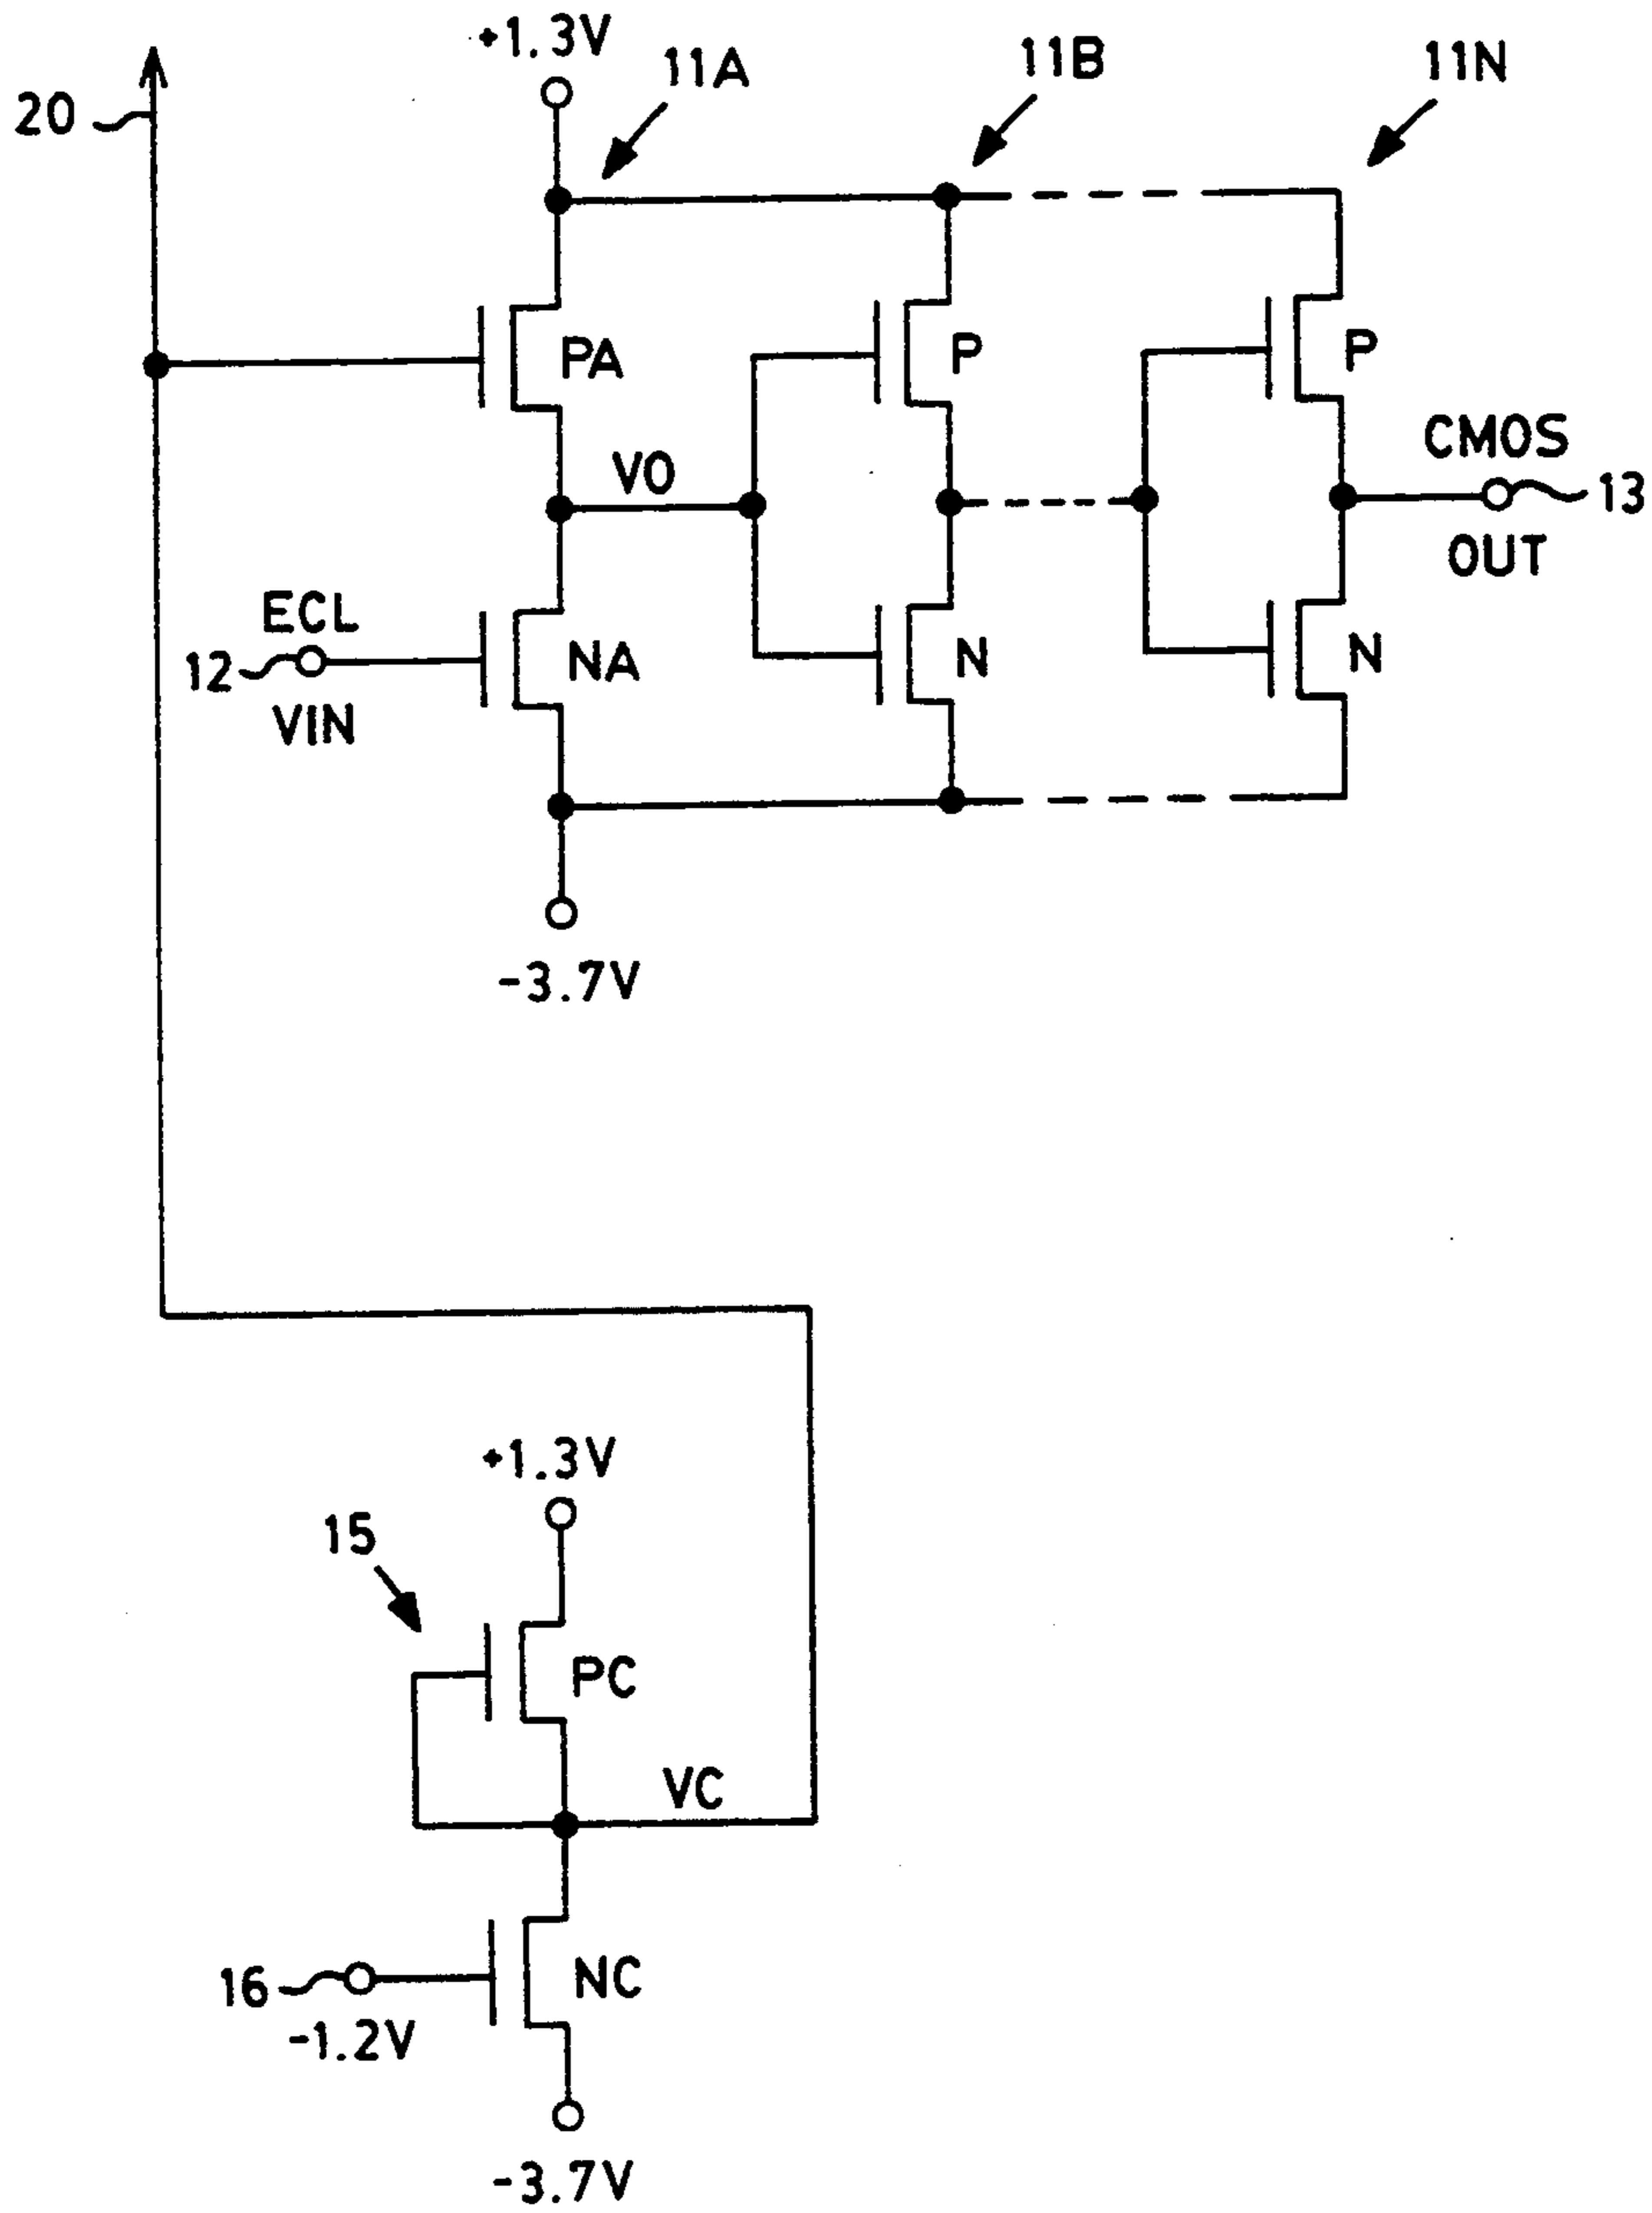 +1.3V
11A
11B
11N
20
PA
P
P
VO
CMOS
13
OUT
ECL
12
VIN
NA
N
N
-3.7V
+1.3V
15
PC
VC
16
NC
-1.2V
-3.7V